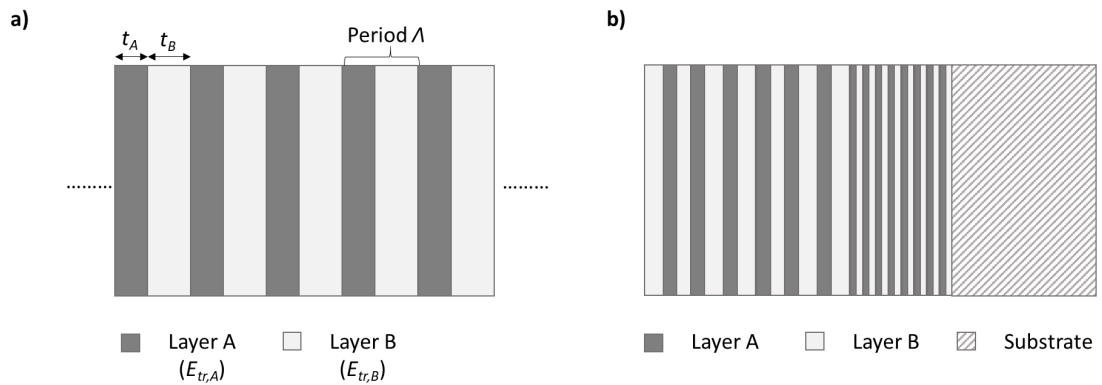 a)
t_A t_B
Period Λ
.........
.........
Layer A
(E_tr,A)
Layer B
(E_tr,B)
b)
Layer A
Layer B
Substrate